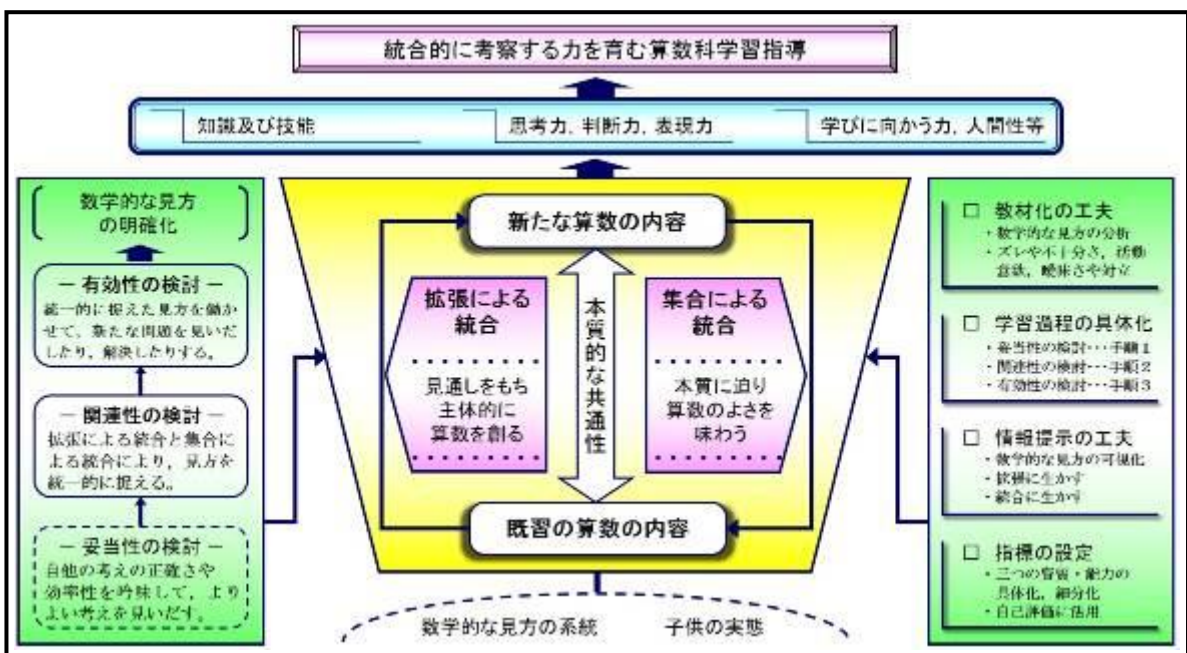 統合的に考察する力を育む算数科学習指導
知識及び技能
思考力,判断力,表現力
学びに向かう力,人間性等
数学的な見方
の明確化
― 有効性の検討 ―
統一的に捉えた見方を働か
せて、新たな問題を見いだ
したり、解決したりする。
― 関連性の検討 ―
拡張による統合と集合に
よる統合により，見方を
統一的に捉える。
― 妥当性の検討 ―
自他の考えの正確さや
効率性を吟味して，より
よい考えを見いだす。
新たな算数の内容
拡張による
統合
見通しをもち
主体的に
算数を創る
本質的な共通性
集合による
統合
本質に迫り
算数のよさを
味わう
既習の算数の内容
数学的な見方の系統
子供の実態
□ 教材化の工夫
・数学的な見方の分析
・ズレや不十分さ，活動
意欲，曖昧さや対立
□ 学習過程の具体化
・妥当性の検討…手順1
・関連性の検討…手順2
・有効性の検討…手順3
□ 情報提示の工夫
・数学的な見方の可視化
・拡張に生かす
・統合に生かす
□ 指標の設定
・三つの資質・能力の
具体化，細分化
・自己評価に活用